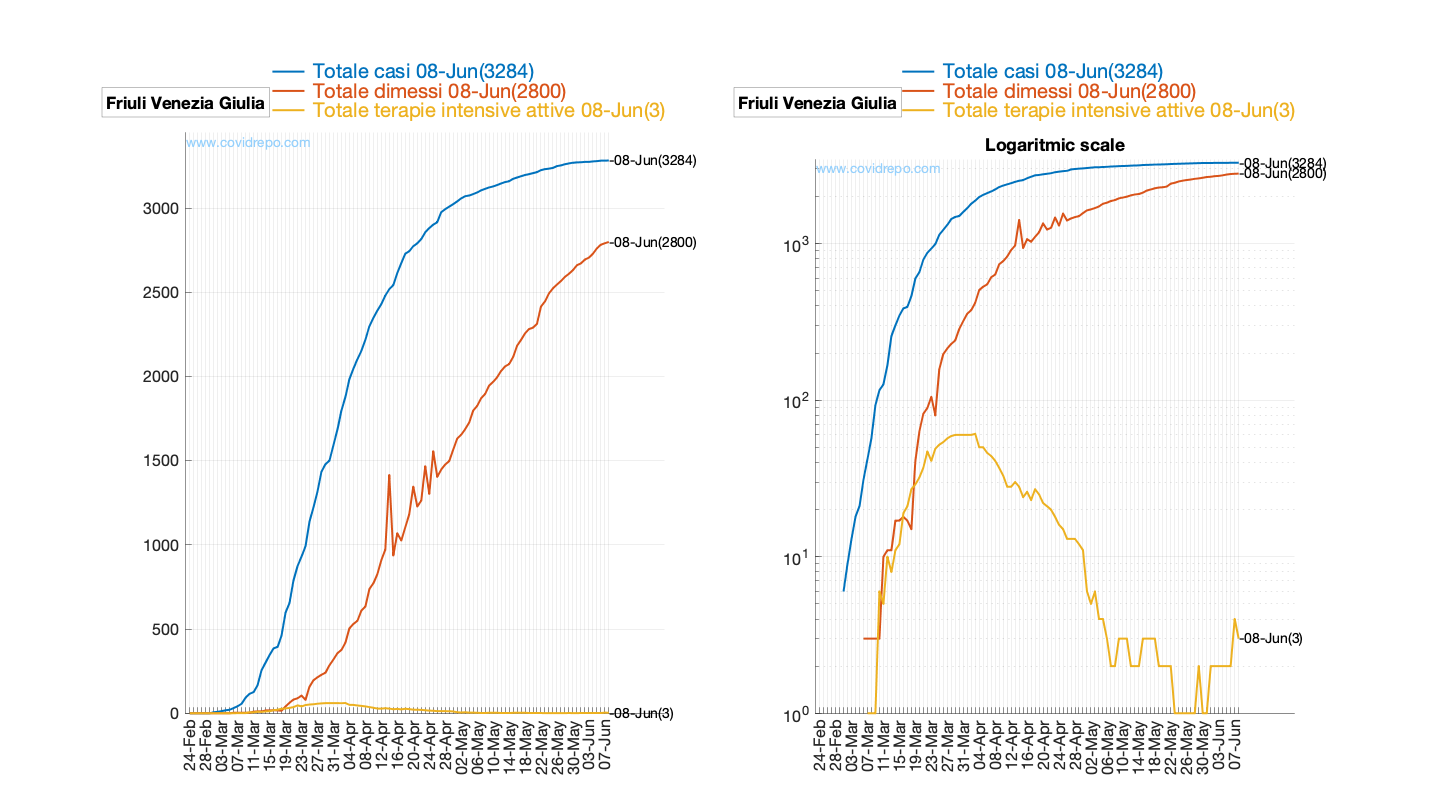 Totale casi 08-Jun(3284)
Totale dimessi 08-Jun(2800)
Totale terapie intensive attive 08-Jun(3)
Friuli Venezia Giulia
www.covidrepo.com
3000
2500
2000
1500
1000
500
0
-08-Jun(3284)
-08-Jun(2800)
-08-Jun(3)
24-Feb
28-Feb
03-Mar
07-Mar
11-Mar
15-Mar
19-Mar
23-Mar
27-Mar
31-Mar
04-Apr
08-Apr
12-Apr
16-Apr
20-Apr
24-Apr
28-Apr
02-May
06-May
10-May
14-May
18-May
22-May
26-May
30-May
03-Jun
07-Jun
Totale casi 08-Jun(3284)
Totale dimessi 08-Jun(2800)
Totale terapie intensive attive 08-Jun(3)
Friuli Venezia Giulia
Logaritmic scale
www.covidrepo.com
10^3
10^2
10^1
10^0
-08-Jun(3284)
-08-Jun(2800)
-08-Jun(3)
24-Feb
28-Feb
03-Mar
07-Mar
11-Mar
15-Mar
19-Mar
23-Mar
27-Mar
31-Mar
04-Apr
08-Apr
12-Apr
16-Apr
20-Apr
24-Apr
28-Apr
02-May
06-May
10-May
14-May
18-May
22-May
26-May
30-May
03-Jun
07-Jun